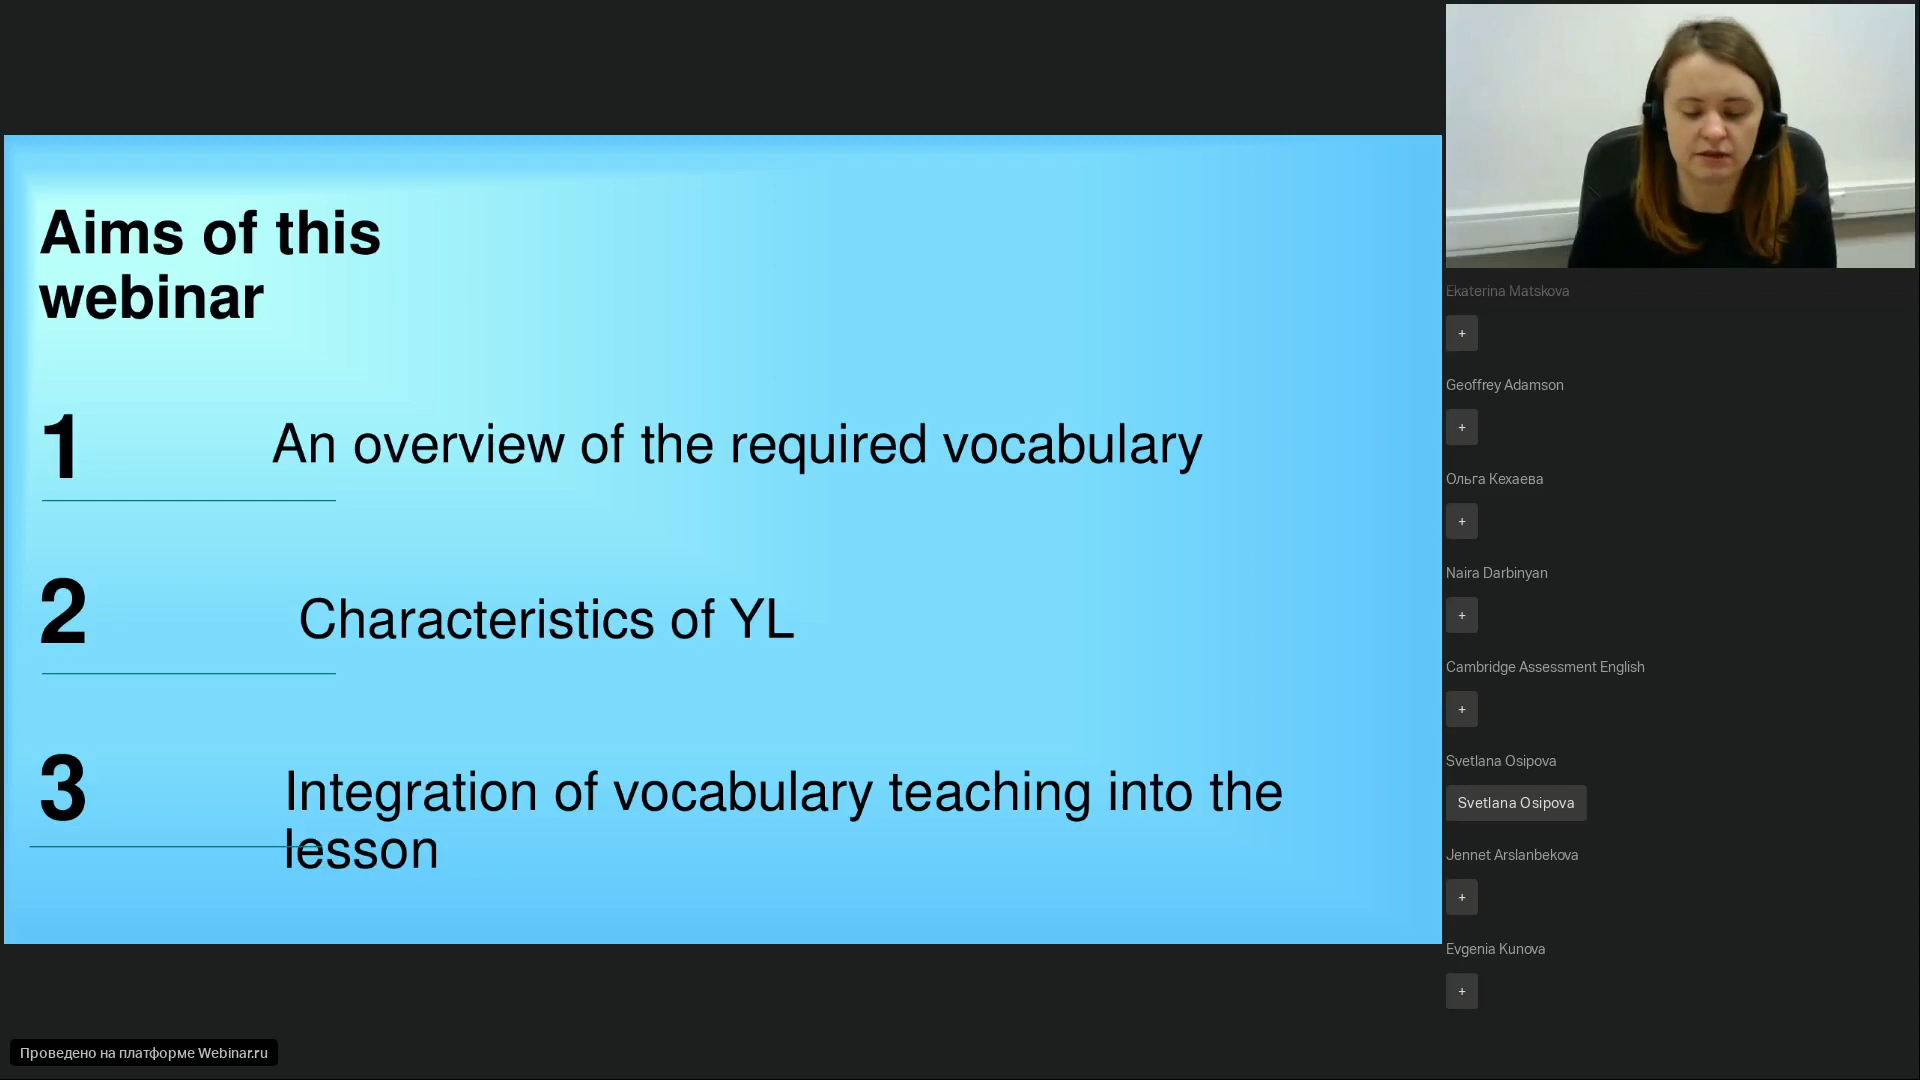 Aims of this
webinar
1
An overview of the required vocabulary
2
Characteristics of YL
3
Integration of vocabulary teaching into the
lesson
Ekaterina Matskova
+
Geoffrey Adamson
+
Ольга Кехаева
+
Naira Darbinyan
+
Cambridge Assessment English
+
Svetlana Osipova
Svetlana Osipova
Jennet Arslanbekova
+
Evgenia Kunova
+
Проведено на платформе Webinar.ru